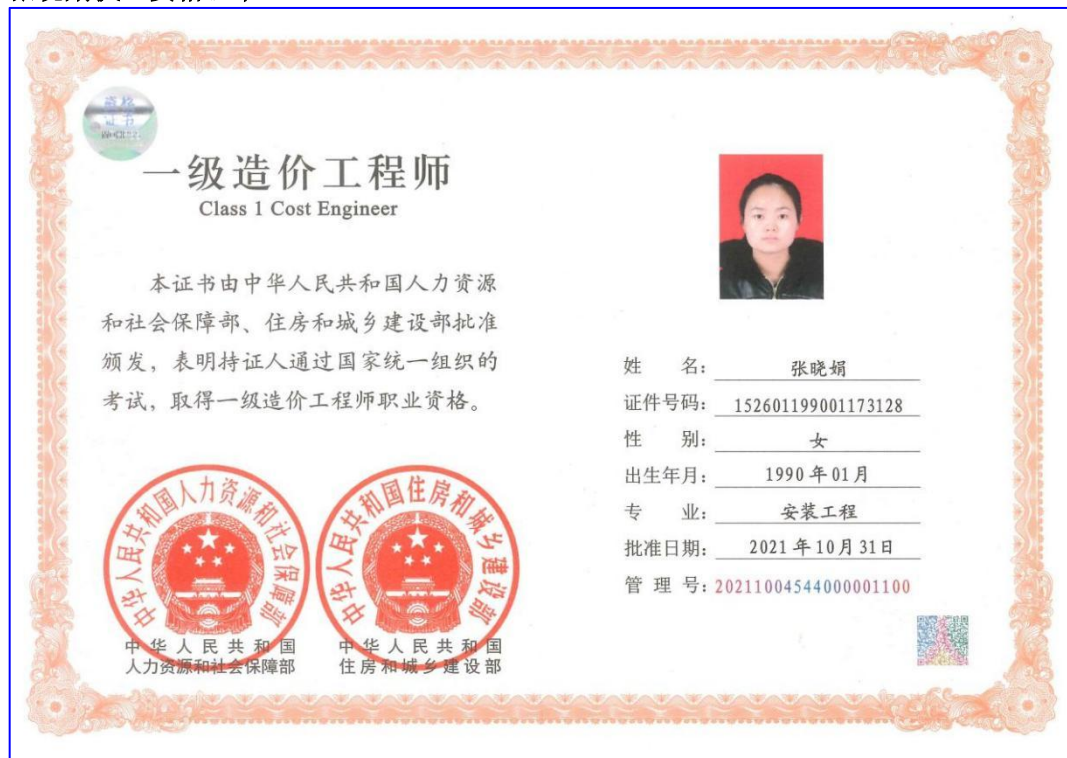 一级造价工程师
Class 1 Cost Engineer
本证书由中华人民共和国人力资源
和社会保障部、住房和城乡建设部批准
颁发，表明持证人通过国家统一组织的
考试，取得一级造价工程师职业资格。
中华人民共和国人力资源和社会保障部
中华人民共和国住房和城乡建设部
中华人民共和国
人力资源和社会保障部
中华人民共和国
住房和城乡建设部
姓 名：张晓娟
证件号码：152601199001173128
性 别：女
出生年月：1990年01月
专 业：安装工程
批准日期：2021年10月31日
管 理 号：20211004544000001100